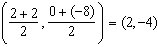 (2+2/2, 0+(-8)/2) = (2,-4)